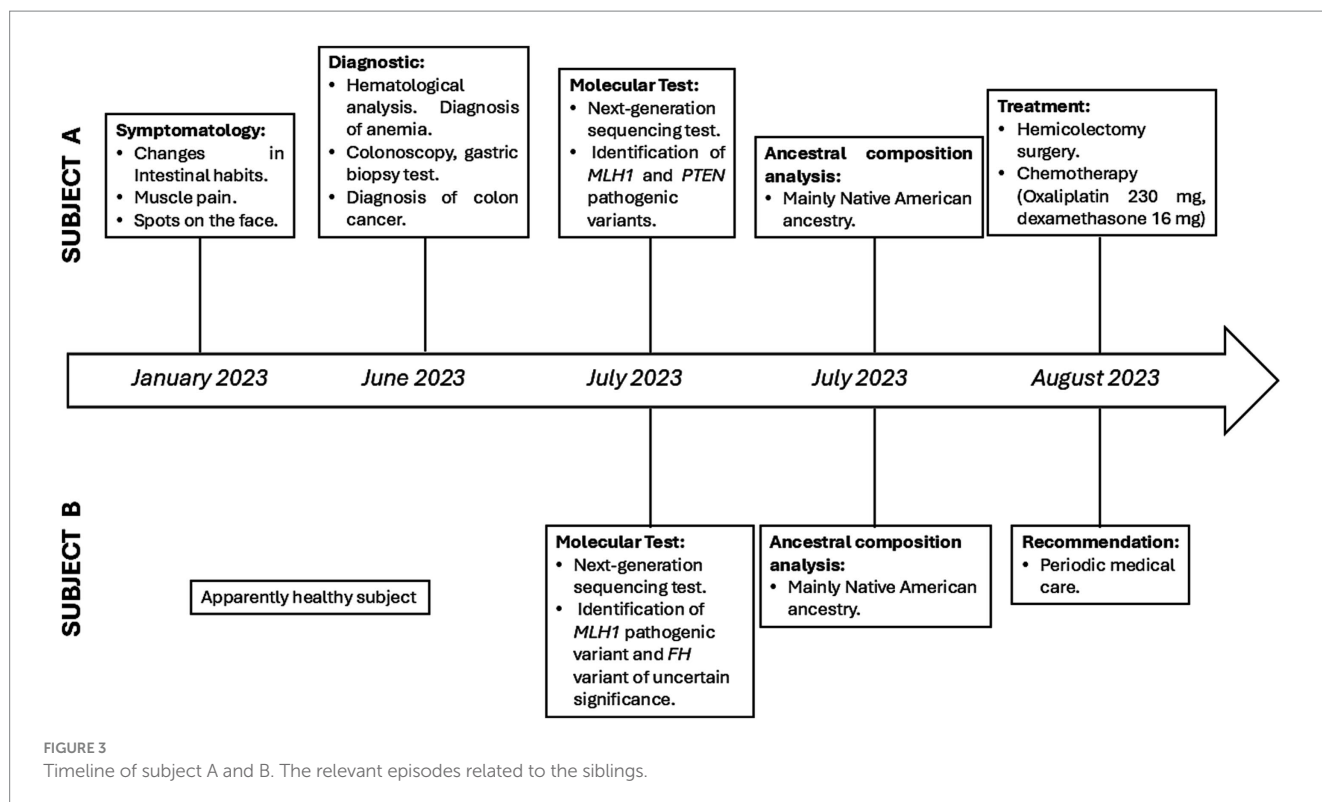 SUBJECT A
Symptomatology:
• Changes in
Intestinal habits.
• Muscle pain.
• Spots on the face.
Diagnostic:
• Hematological
analysis. Diagnosis
of anemia.
• Colonoscopy, gastric
biopsy test.
• Diagnosis of colon
cancer.
Molecular Test:
• Next-generation
sequencing test.
• Identification of
MLH1 and PTEN
pathogenic
variants.
Ancestral composition
analysis:
• Mainly Native American
ancestry.
Treatment:
• Hemicolectomy
surgery.
• Chemotherapy
(Oxaliplatin 230 mg,
dexamethasone 16 mg)
January 2023
June 2023
July 2023
July 2023
August 2023
SUBJECT B
Apparently healthy subject
Molecular Test:
• Next-generation
sequencing test.
• Identification of
MLH1 pathogenic
variant and FH
variant of uncertain
significance.
Ancestral composition
analysis:
• Mainly Native American
ancestry.
Recommendation:
• Periodic medical
care.
FIGURE 3
Timeline of subject A and B. The relevant episodes related to the siblings.